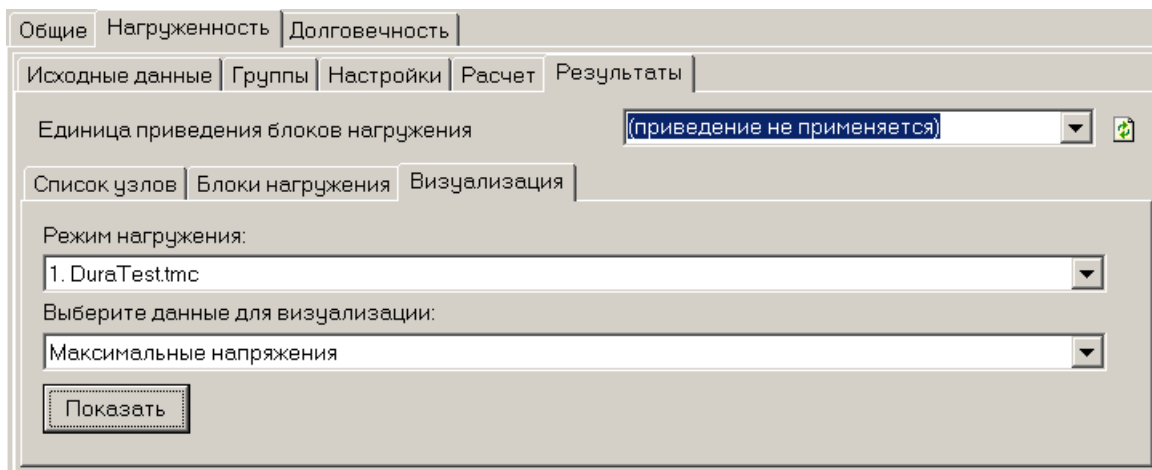 Общие Нагруженность Долговечность
Исходные данные Группы Настройки Расчет Результаты
Единица приведения блоков нагружения (приведение не применяется)
Список узлов Блоки нагружения Визуализация
Режим нагружения:
1. DuraTest.tmc
Выберите данные для визуализации:
Максимальные напряжения
Показать